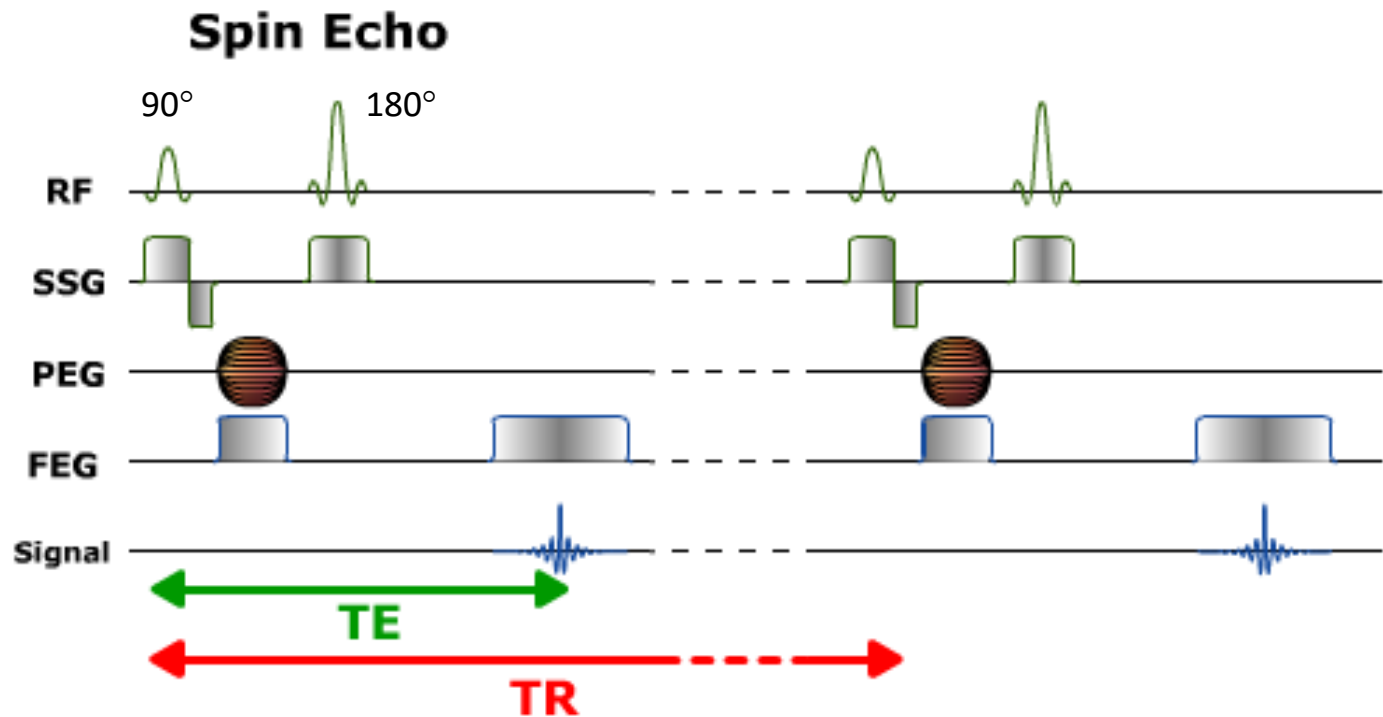 Spin Echo
90° 180°
RF
SSG
PEG
FEG
Signal
TE
TR